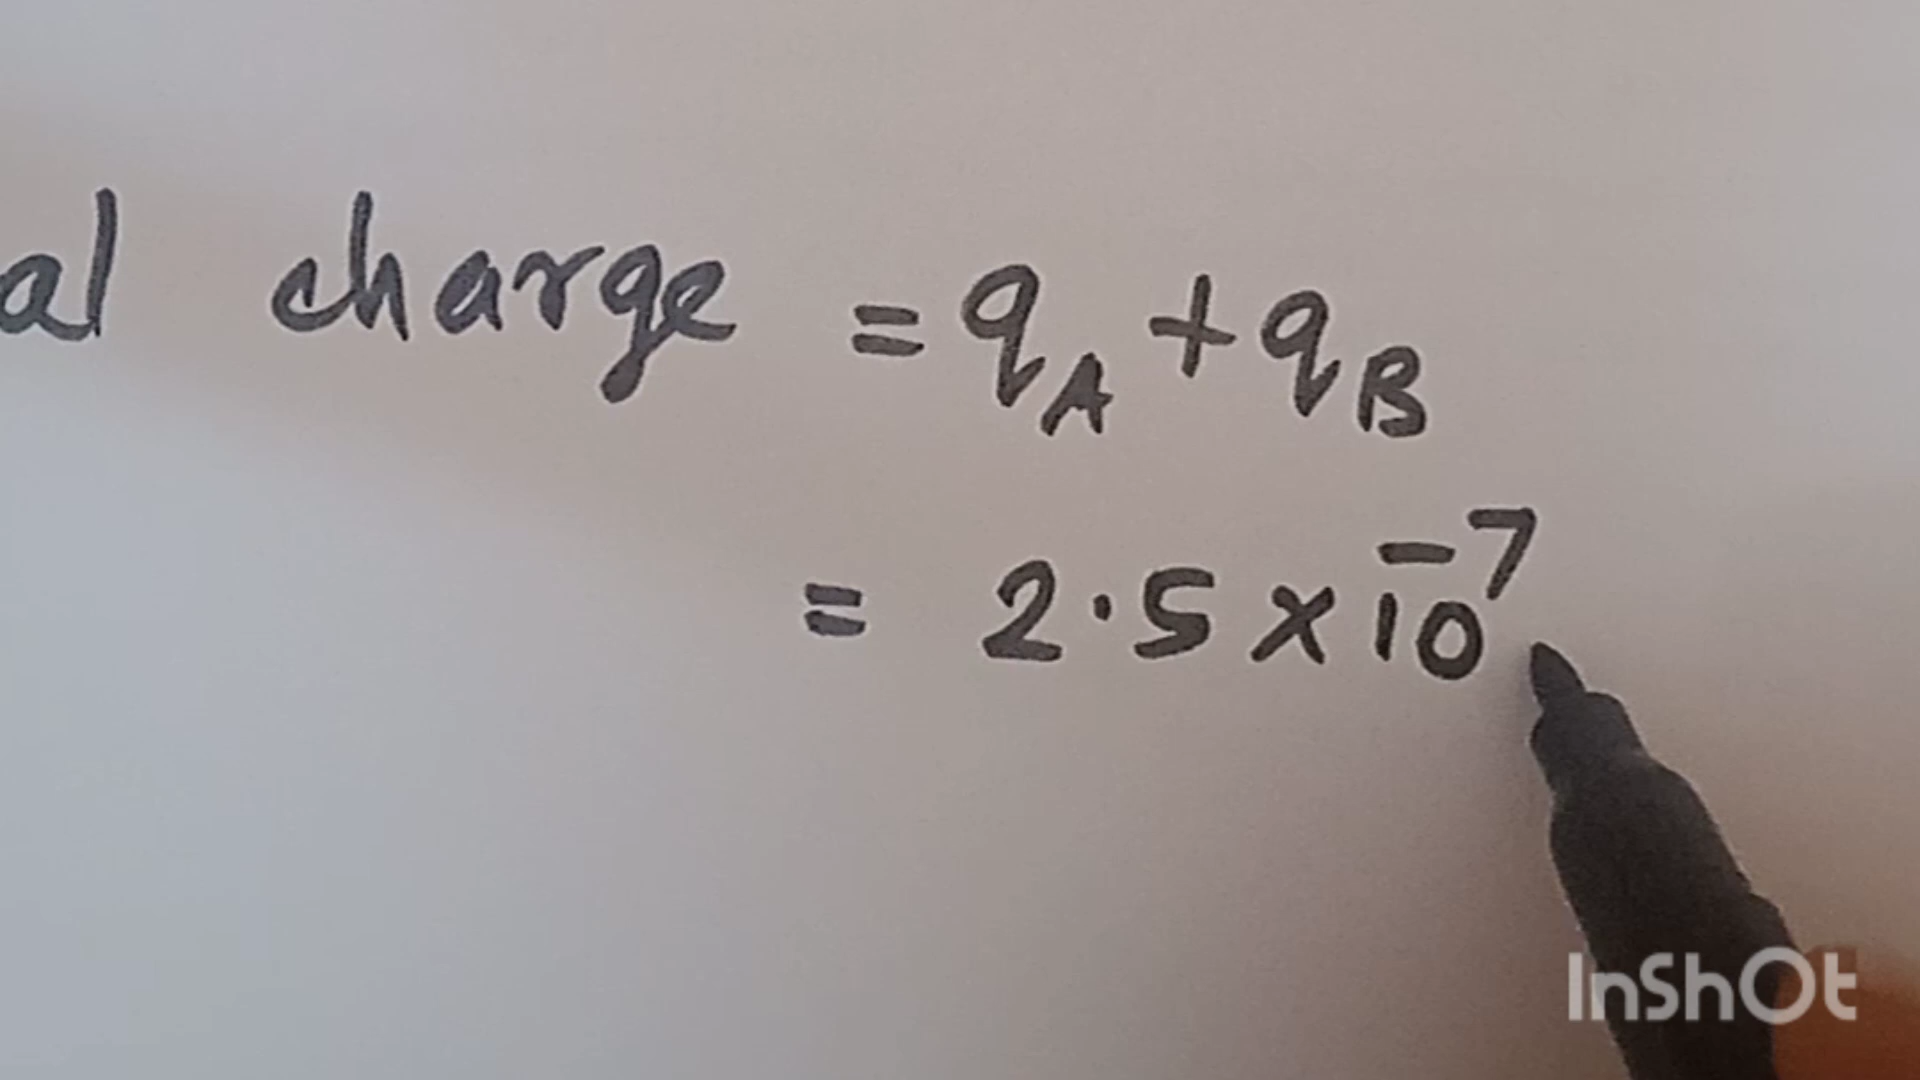 al charge = qA + qB
= 2.5 x 10⁻⁷
InShOt